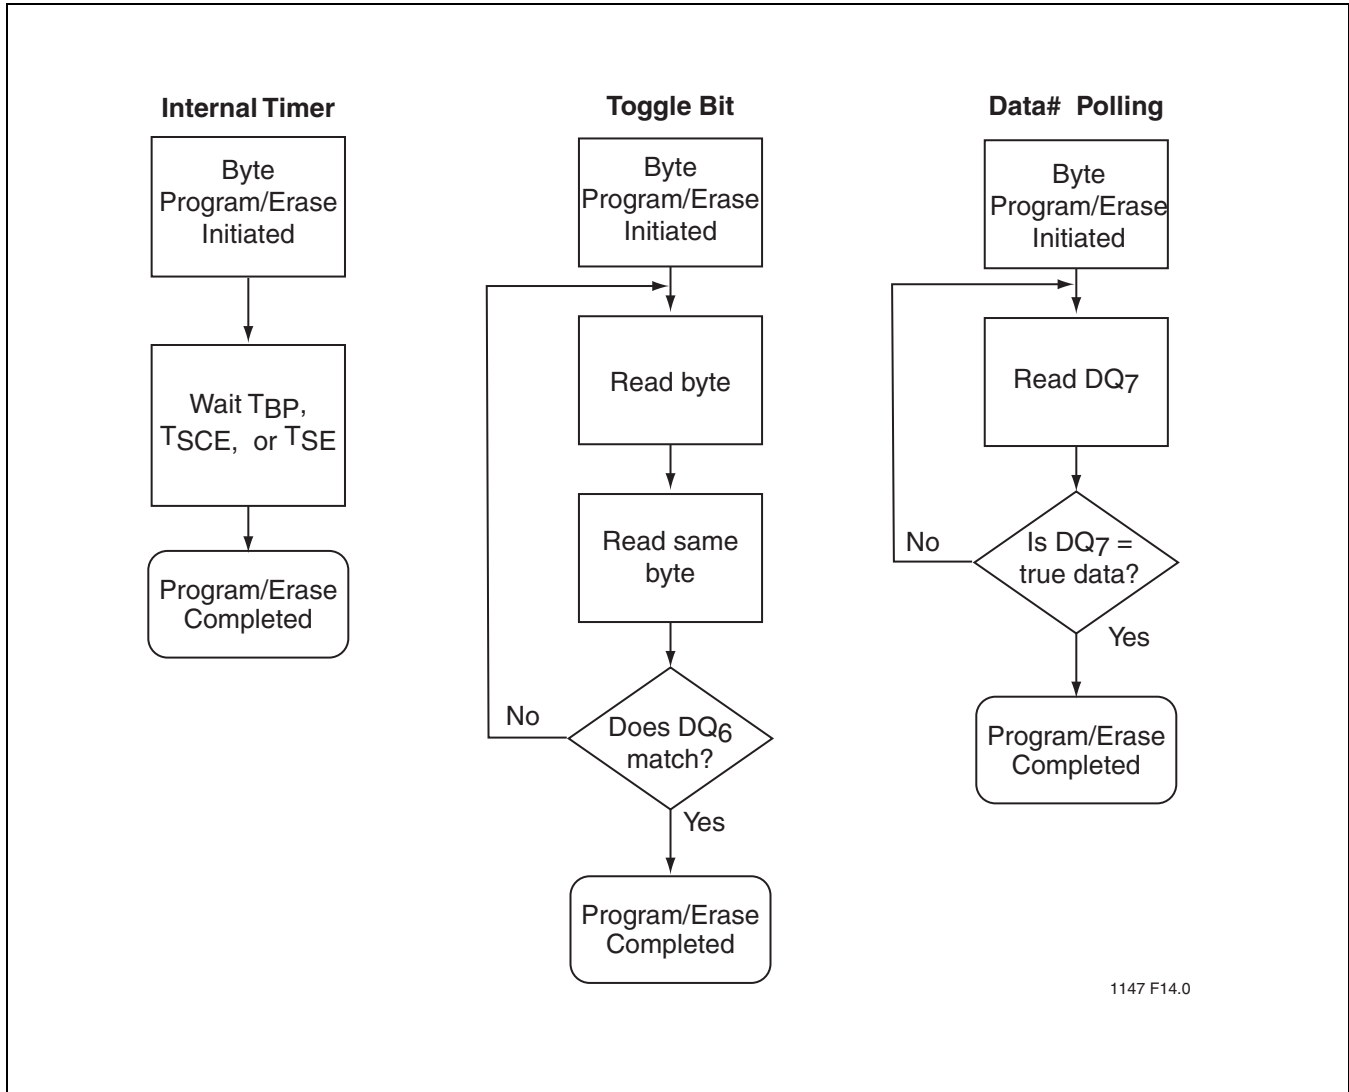 Internal Timer
Byte
Program/Erase
Initiated
Wait TBP,
TSCE, or TSE
Program/Erase
Completed
Toggle Bit
Byte
Program/Erase
Initiated
Read byte
Read same
byte
Does DQ6
match?
No
Yes
Program/Erase
Completed
Data# Polling
Byte
Program/Erase
Initiated
Read DQ7
Is DQ7 =
true data?
No
Yes
Program/Erase
Completed
1147 F14.0